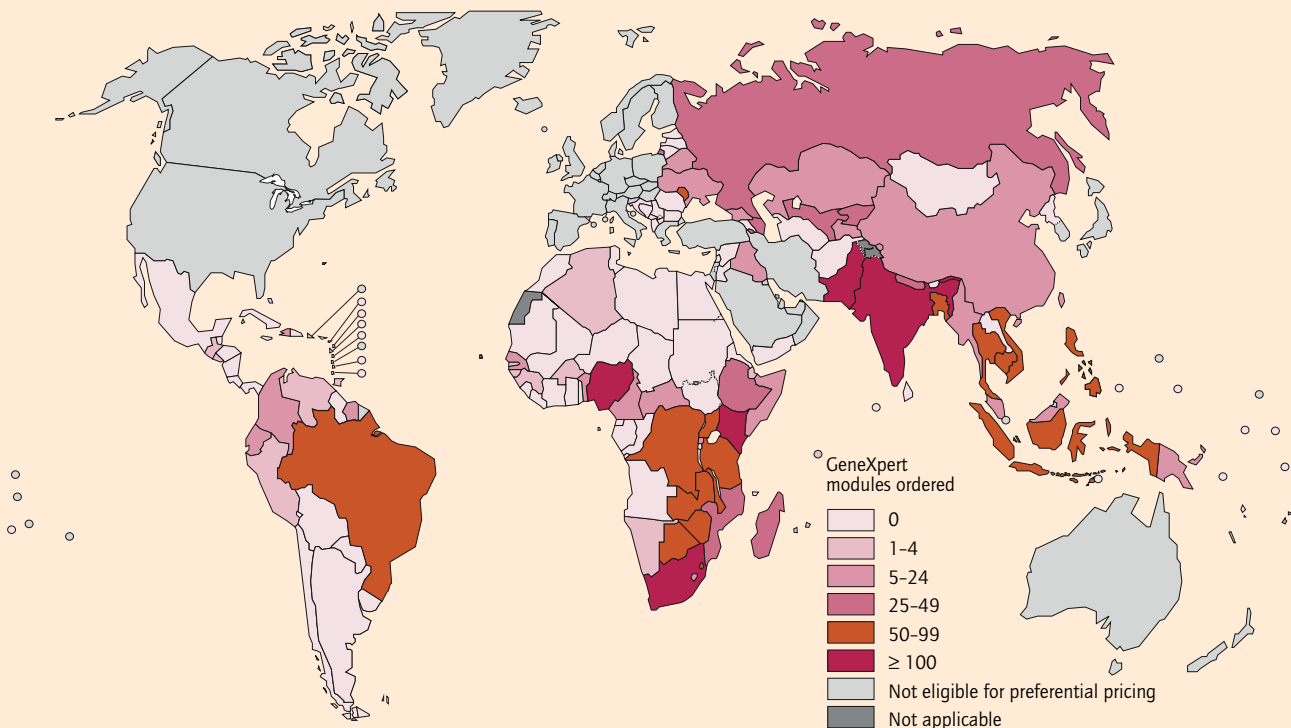 GeneXpert
modules ordered
0
1–4
5–24
25–49
50–99
≥ 100
Not eligible for preferential pricing
Not applicable